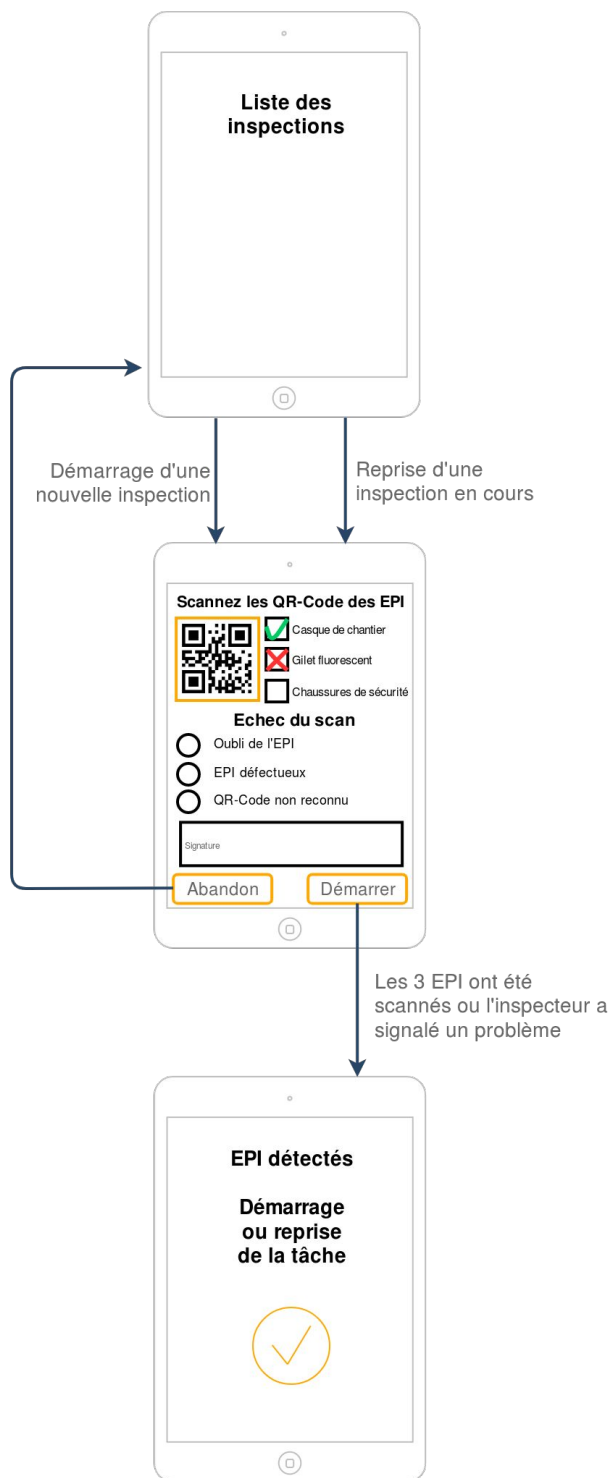 Liste des
inspections
Démarrage d'une
nouvelle inspection
Reprise d'une
inspection en cours
Scannez les QR-Code des EPI
Casque de chantier
Gilet fluorescent
Chaussures de sécurité
Echec du scan
Oubli de l'EPI
EPI défectueux
QR-Code non reconnu
Signature
Abandon
Démarrer
Les 3 EPI ont été
scannés ou l'inspecteur a
signalé un problème
EPI détectés
Démarrage
ou reprise
de la tâche